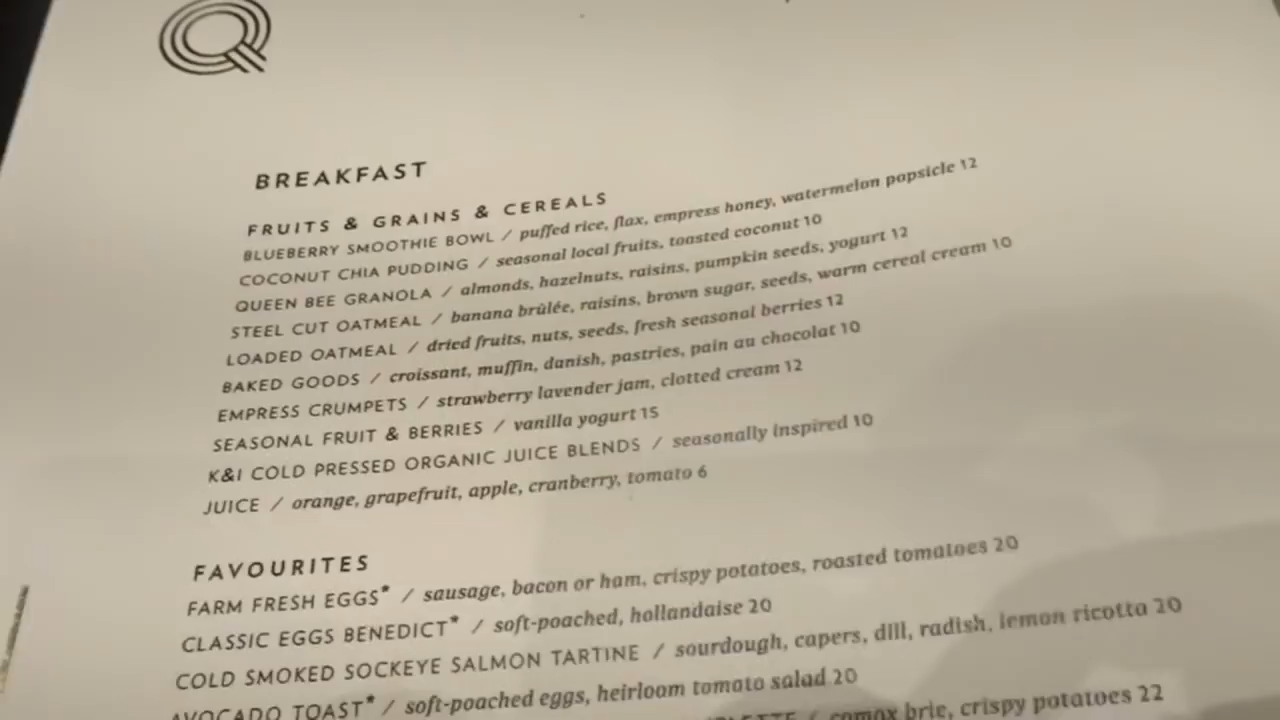 Q
BREAKFAST
FRUITS & GRAINS & CEREALS
BLUEBERRY SMOOTHIE BOWL / puffed rice, flax, empress honey, watermelon popsicle 12
COCONUT CHIA PUDDING / seasonal local fruits, toasted coconut 10
QUEEN BEE GRANOLA / almonds, hazelnuts, raisins, pumpkin seeds, yogurt 12
STEEL CUT OATMEAL / banana brûlée, raisins, brown sugar, seeds, warm cereal cream 10
LOADED OATMEAL / dried fruits, nuts, seeds, fresh seasonal berries 12
BAKED GOODS / croissant, muffin, danish, pastries, pain au chocolat 10
EMPRESS CRUMPETS / strawberry lavender jam, clotted cream 12
SEASONAL FRUIT & BERRIES / vanilla yogurt 15
K&I COLD PRESSED ORGANIC JUICE BLENDS / seasonally inspired 10
JUICE / orange, grapefruit, apple, cranberry, tomato 6
FAVOURITES
FARM FRESH EGGS* / sausage, bacon or ham, crispy potatoes, roasted tomatoes 20
CLASSIC EGGS BENEDICT* / soft-poached, hollandaise 20
COLD SMOKED SOCKEYE SALMON TARTINE / sourdough, capers, dill, radish, lemon ricotta 20
AVOCADO TOAST* / soft-poached eggs, heirloom tomato salad 20
/ comox brie, crispy potatoes 22